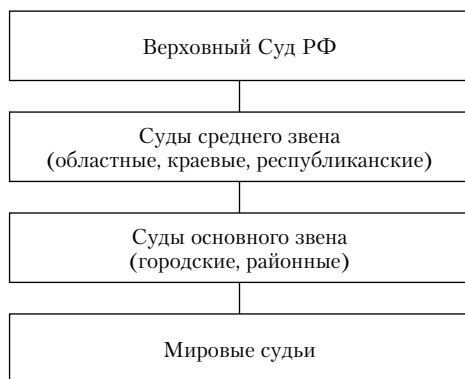 Верховный Суд РФ
Суды среднего звена
(областные, краевые, республиканские)
Суды основного звена
(городские, районные)
Мировые судьи